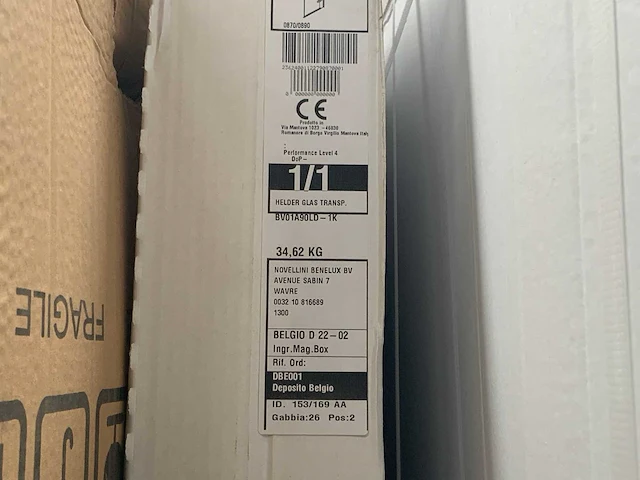 0870/0890
0 000000 000000
CE
Prodotto in
Via Mantova 1023 - 46030
Romanore di Borgo Virgilio Mantova Italy
:
Performance Level 4
DoP-
1/1
HELDER GLAS TRANSP.
BV01A90LD-1K
34,62 KG
NOVELLINI BENELUX BV
AVENUE SABIN 7
WAVRE
0032 10 816689
1300
BELGIO D 22-02
Ingr.Mag.Box
Rif. Ord:
DBE001
Deposito Belgio
ID. 153/169 AA
Gabbia:26 Pos:2
FRAGILE